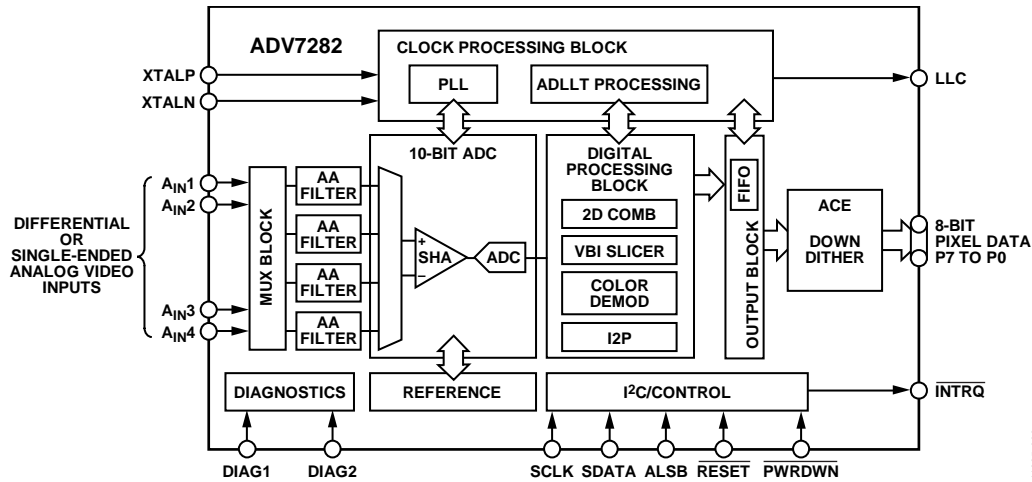 ADV7282
CLOCK PROCESSING BLOCK
PLL
ADLLT PROCESSING
XTALP
XTALN
LLC
10-BIT ADC
DIGITAL
PROCESSING
BLOCK
2D COMB
VBI SLICER
COLOR
DEMOD
I2P
FIFO
OUTPUT BLOCK
ACE
DOWN
DITHER
8-BIT
PIXEL DATA
P7 TO P0
AIN1
AIN2
AIN3
AIN4
DIFFERENTIAL
OR
SINGLE-ENDED
ANALOG VIDEO
INPUTS
MUX BLOCK
AA
FILTER
AA
FILTER
AA
FILTER
AA
FILTER
+
SHA
–
ADC
DIAGNOSTICS
REFERENCE
I2C/CONTROL
INTRQ
DIAG1
DIAG2
SCLK
SDATA
ALSB
RESET
PWRDWN